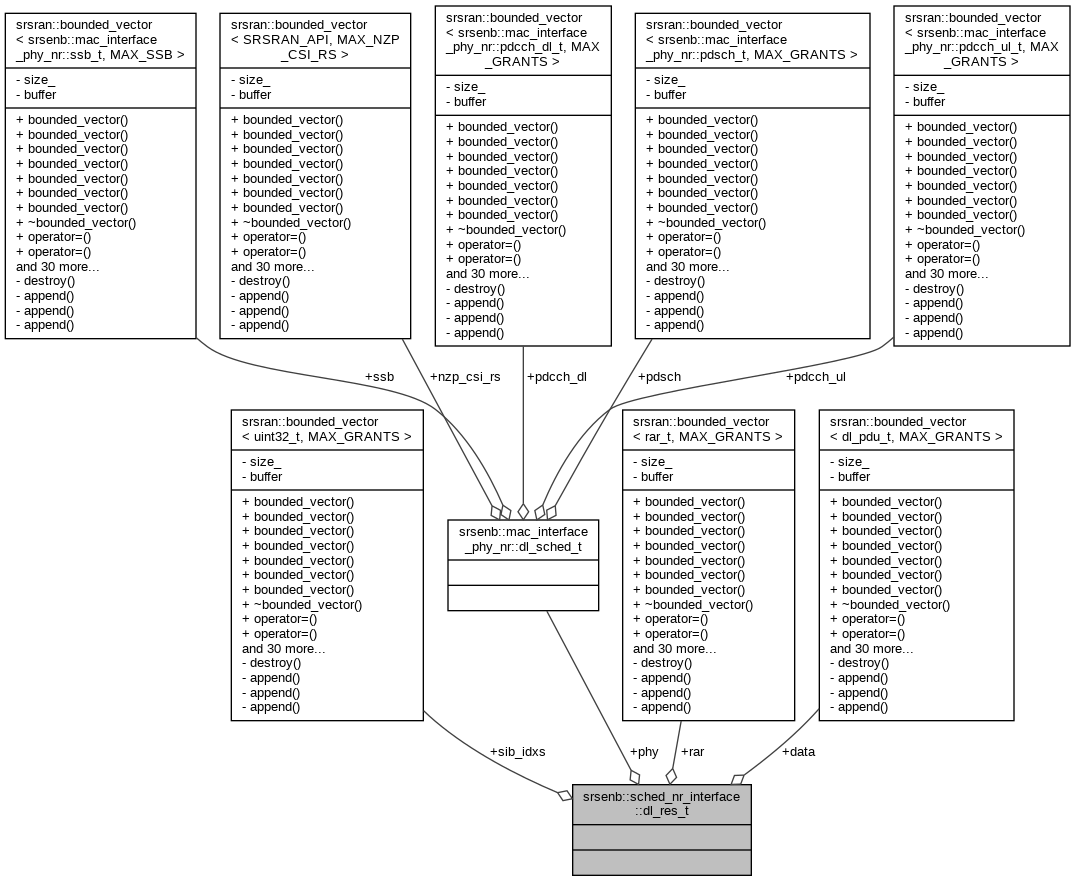 srsran::bounded_vector
< srsenb::mac_interface
_phy_nr::ssb_t, MAX_SSB >
- size_
- buffer
+ bounded_vector()
+ bounded_vector()
+ bounded_vector()
+ bounded_vector()
+ bounded_vector()
+ bounded_vector()
+ bounded_vector()
+ ~bounded_vector()
+ operator=()
+ operator=()
and 30 more...
- destroy()
- append()
- append()
- append()
srsran::bounded_vector
< SRSRAN_API, MAX_NZP
_CSI_RS >
- size_
- buffer
+ bounded_vector()
+ bounded_vector()
+ bounded_vector()
+ bounded_vector()
+ bounded_vector()
+ bounded_vector()
+ bounded_vector()
+ ~bounded_vector()
+ operator=()
+ operator=()
and 30 more...
- destroy()
- append()
- append()
- append()
srsran::bounded_vector
< srsenb::mac_interface
_phy_nr::pdcch_dl_t, MAX
_GRANTS >
- size_
- buffer
+ bounded_vector()
+ bounded_vector()
+ bounded_vector()
+ bounded_vector()
+ bounded_vector()
+ bounded_vector()
+ bounded_vector()
+ ~bounded_vector()
+ operator=()
+ operator=()
and 30 more...
- destroy()
- append()
- append()
- append()
srsran::bounded_vector
< srsenb::mac_interface
_phy_nr::pdsch_t, MAX_GRANTS >
- size_
- buffer
+ bounded_vector()
+ bounded_vector()
+ bounded_vector()
+ bounded_vector()
+ bounded_vector()
+ bounded_vector()
+ bounded_vector()
+ ~bounded_vector()
+ operator=()
+ operator=()
and 30 more...
- destroy()
- append()
- append()
- append()
srsran::bounded_vector
< srsenb::mac_interface
_phy_nr::pdcch_ul_t, MAX
_GRANTS >
- size_
- buffer
+ bounded_vector()
+ bounded_vector()
+ bounded_vector()
+ bounded_vector()
+ bounded_vector()
+ bounded_vector()
+ bounded_vector()
+ ~bounded_vector()
+ operator=()
+ operator=()
and 30 more...
- destroy()
- append()
- append()
- append()
+ssb
+nzp_csi_rs
+pdcch_dl
+pdsch
+pdcch_ul
srsran::bounded_vector
< uint32_t, MAX_GRANTS >
- size_
- buffer
+ bounded_vector()
+ bounded_vector()
+ bounded_vector()
+ bounded_vector()
+ bounded_vector()
+ bounded_vector()
+ bounded_vector()
+ ~bounded_vector()
+ operator=()
+ operator=()
and 30 more...
- destroy()
- append()
- append()
- append()
srsenb::mac_interface
_phy_nr::dl_sched_t
srsran::bounded_vector
< rar_t, MAX_GRANTS >
- size_
- buffer
+ bounded_vector()
+ bounded_vector()
+ bounded_vector()
+ bounded_vector()
+ bounded_vector()
+ bounded_vector()
+ bounded_vector()
+ ~bounded_vector()
+ operator=()
+ operator=()
and 30 more...
- destroy()
- append()
- append()
- append()
srsran::bounded_vector
< dl_pdu_t, MAX_GRANTS >
- size_
- buffer
+ bounded_vector()
+ bounded_vector()
+ bounded_vector()
+ bounded_vector()
+ bounded_vector()
+ bounded_vector()
+ bounded_vector()
+ ~bounded_vector()
+ operator=()
+ operator=()
and 30 more...
- destroy()
- append()
- append()
- append()
+sib_idxs
+phy
+rar
+data
srsenb::sched_nr_interface
::dl_res_t